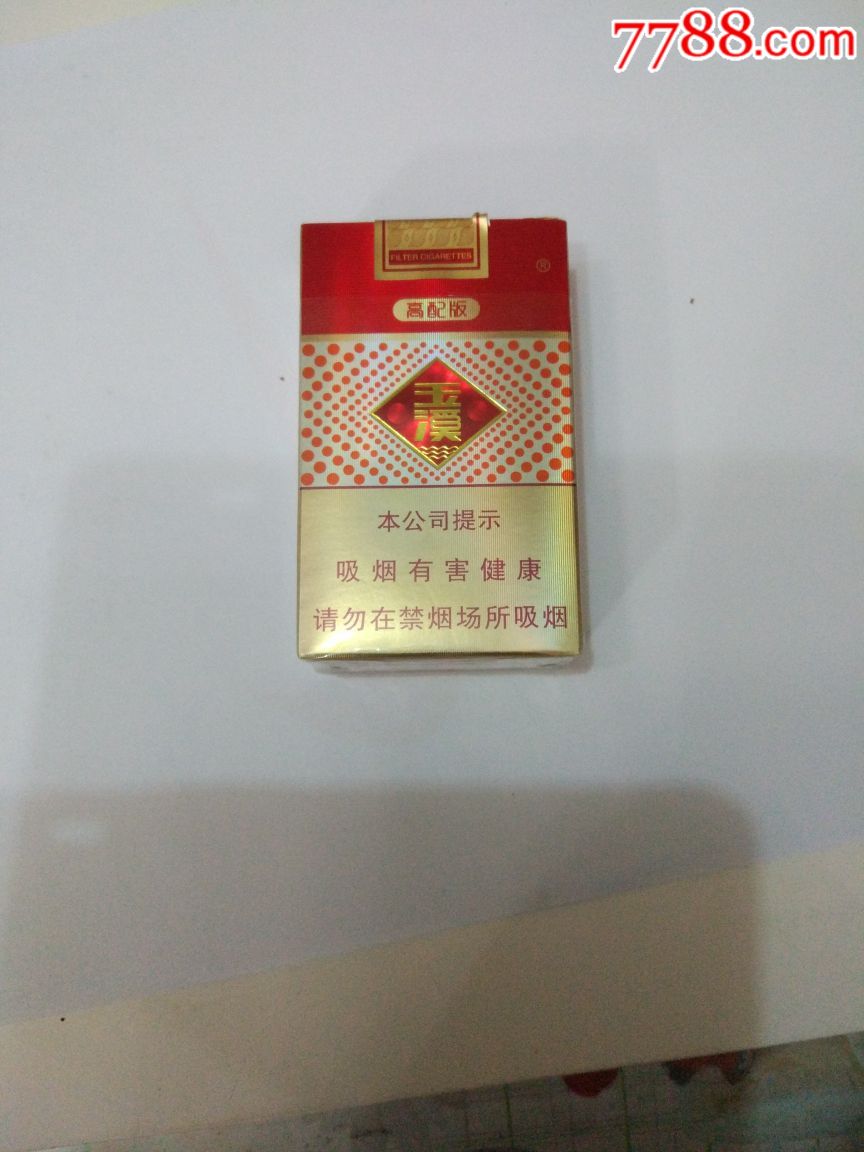 7788.com
FILTER CIGARETTES
®
高配版
玉溪
本公司提示
吸烟有害健康
请勿在禁烟场所吸烟